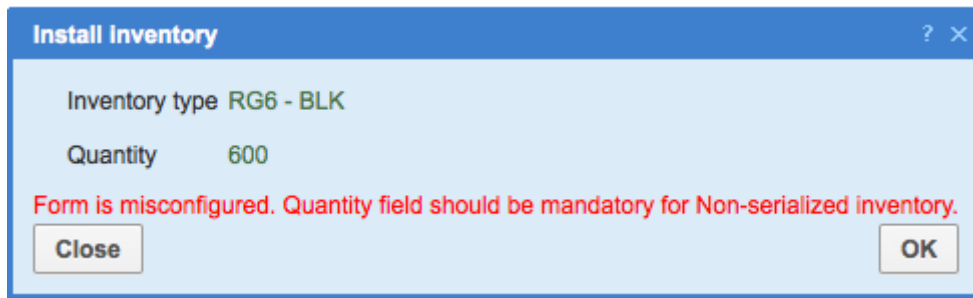 Install inventory ? ×
Inventory type RG6 - BLK
Quantity 600
Form is misconfigured. Quantity field should be mandatory for Non-serialized inventory.
Close OK